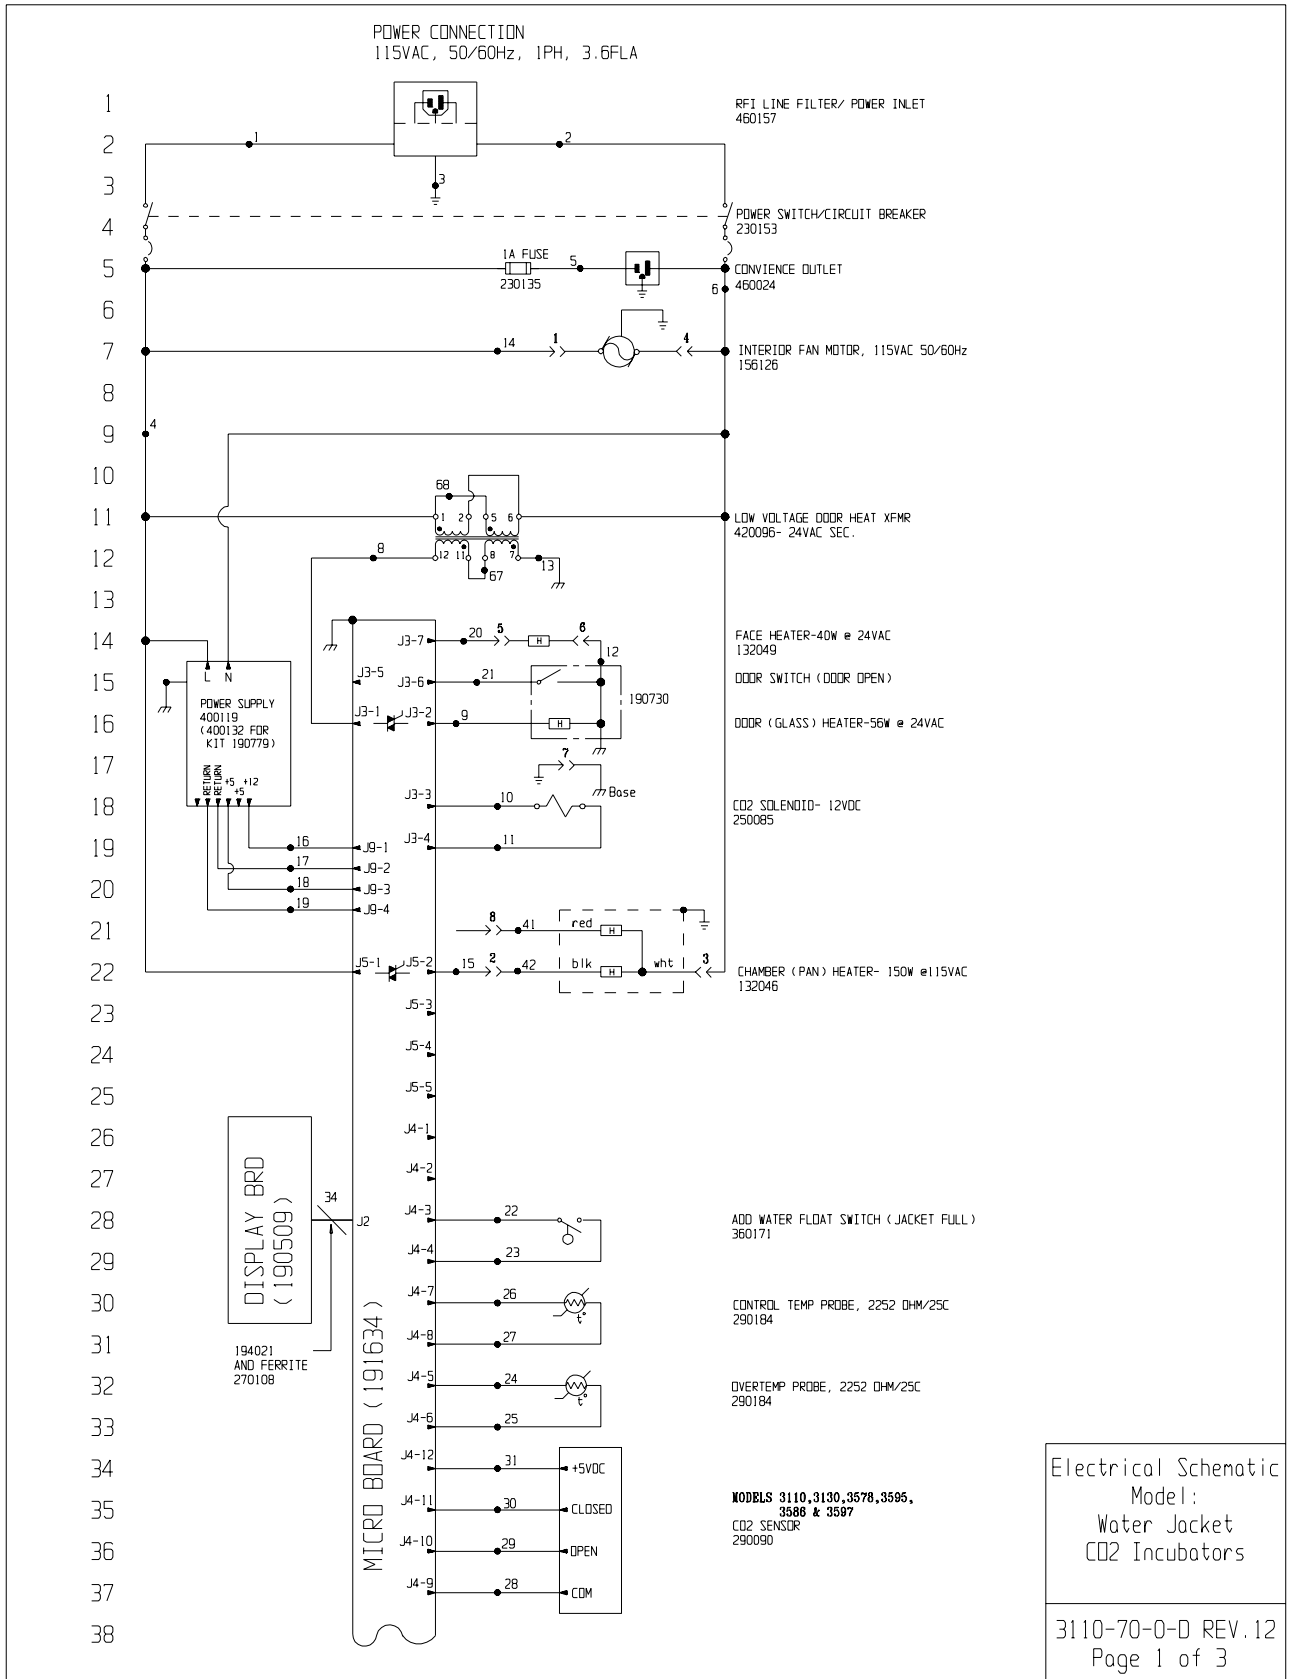 POWER CONNECTION
115VAC, 50/60Hz, 1PH, 3.6FLA
1
RFI LINE FILTER/ POWER INLET
460157
2
1
2
3
3
4
POWER SWITCH/CIRCUIT BREAKER
230153
5
1A FUSE
230135
5
CONVIENCE OUTLET
460024
6
6
7
14
1
4
INTERIOR FAN MOTOR, 115VAC 50/60Hz
156126
8
9
4
10
68
11
1 2 5 6
LOW VOLTAGE DOOR HEAT XFMR
420096- 24VAC SEC.
12
8
12 11 8 7
13
67
13
14
J3-7
20
5
H
6
FACE HEATER-40W @ 24VAC
132049
12
15
L N
J3-5
J3-6
21
DOOR SWITCH (DOOR OPEN)
190730
POWER SUPPLY
400119
(400132 FOR
KIT 190779)
16
J3-1
J3-2
9
H
DOOR (GLASS) HEATER-56W @ 24VAC
17
7
RETURN
RETURN
+5
+5
+12
Base
18
J3-3
10
CO2 SOLENOID- 12VDC
250085
19
16
J9-1
J3-4
11
17
J9-2
20
18
J9-3
19
J9-4
21
8
41
red
H
22
J5-1
J5-2
15
2
42
blk
H
wht
3
CHAMBER (PAN) HEATER- 150W @115VAC
132046
23
J5-3
24
J5-4
25
J5-5
26
J4-1
27
J4-2
DISPLAY BRD
(190509)
34
28
J2
J4-3
22
ADD WATER FLOAT SWITCH (JACKET FULL)
360171
29
J4-4
23
30
J4-7
26
t°
CONTROL TEMP PROBE, 2252 OHM/25C
290184
31
J4-8
27
194021
AND FERRITE
270108
MICRO BOARD (191634)
32
J4-5
24
t°
OVERTEMP PROBE, 2252 OHM/25C
290184
33
J4-6
25
34
J4-12
31
+5VDC
35
J4-11
30
CLOSED
MODELS 3110,3130,3578,3595,
3586 & 3597
CO2 SENSOR
290090
36
J4-10
29
OPEN
37
J4-9
28
COM
38
Electrical Schematic
Model:
Water Jacket
CO2 Incubators
3110-70-0-D REV.12
Page 1 of 3